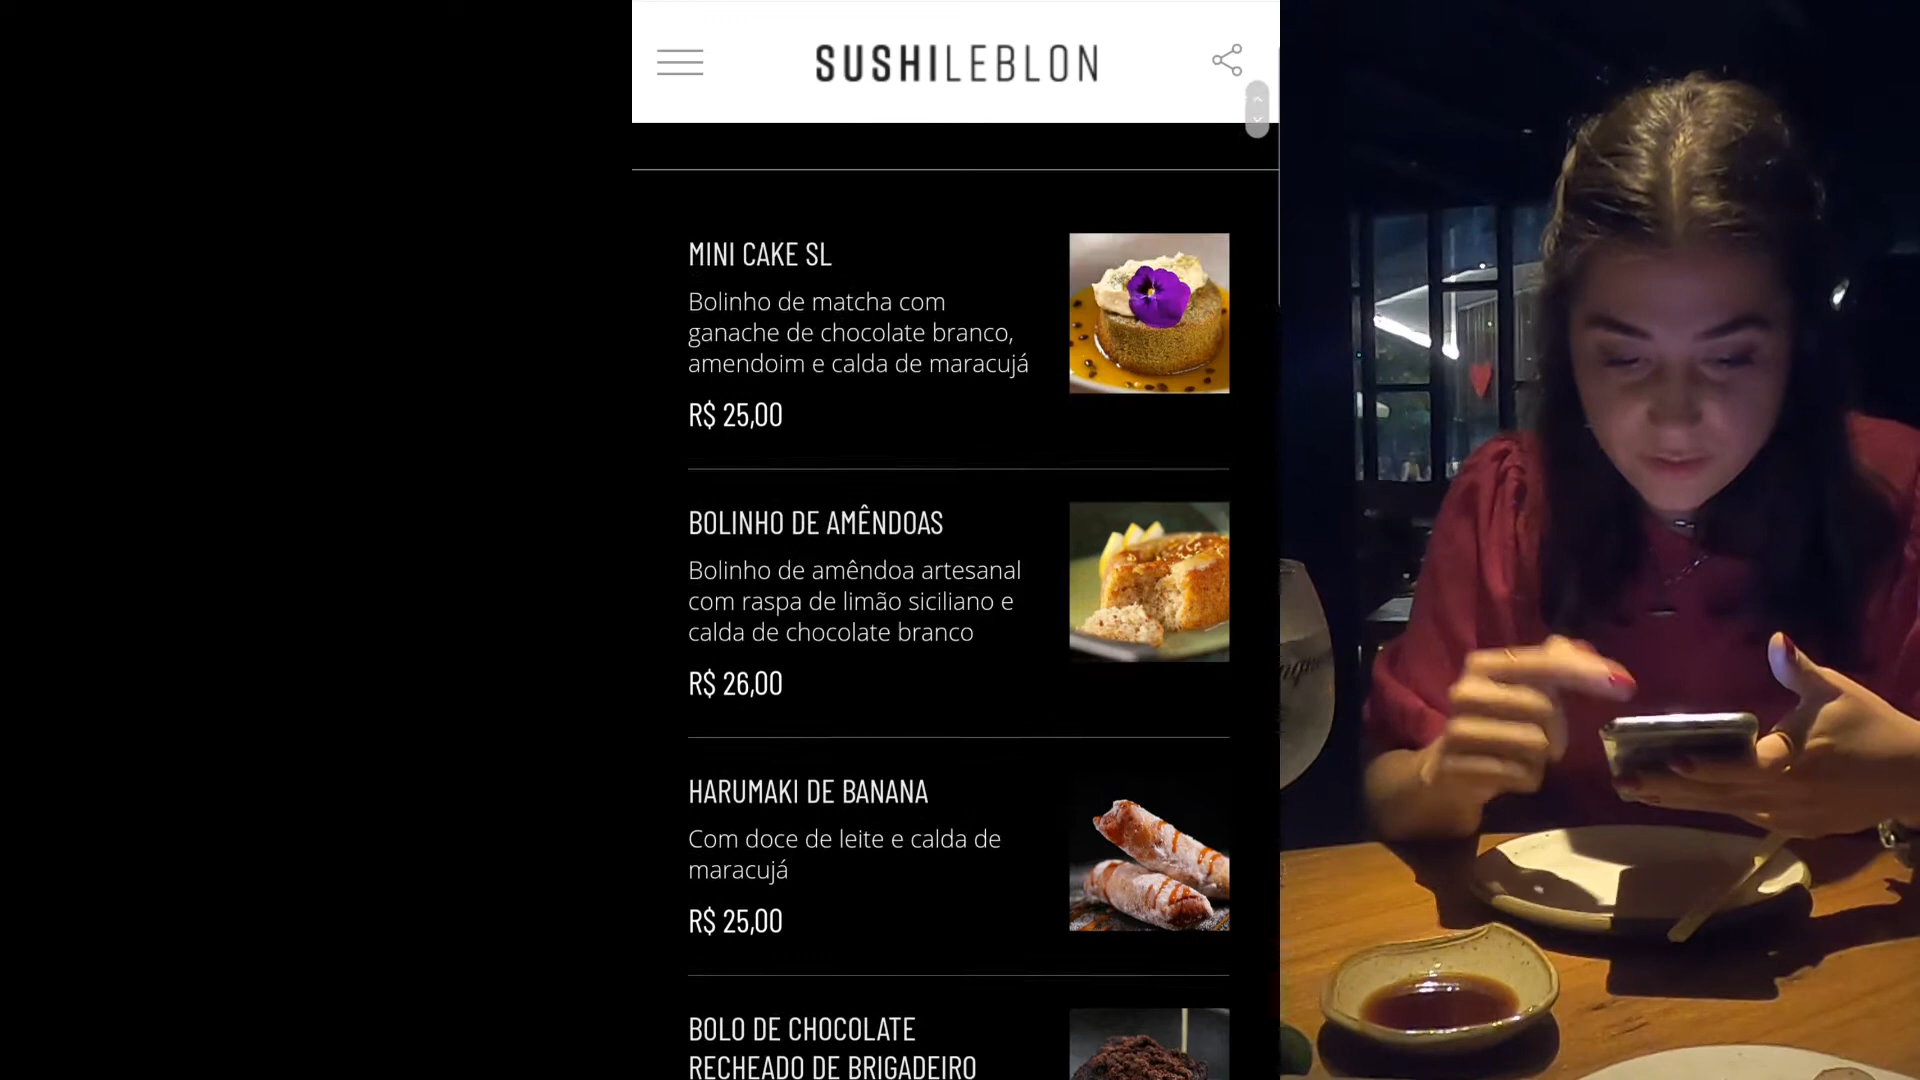 SUSHILEBLON
MINI CAKE SL
Bolinho de matcha com
ganache de chocolate branco,
amendoim e calda de maracujá
R$ 25,00
BOLINHO DE AMÊNDOAS
Bolinho de amêndoa artesanal
com raspa de limão siciliano e
calda de chocolate branco
R$ 26,00
HARUMAKI DE BANANA
Com doce de leite e calda de
maracujá
R$ 25,00
BOLO DE CHOCOLATE
RECHEADO DE BRIGADEIRO